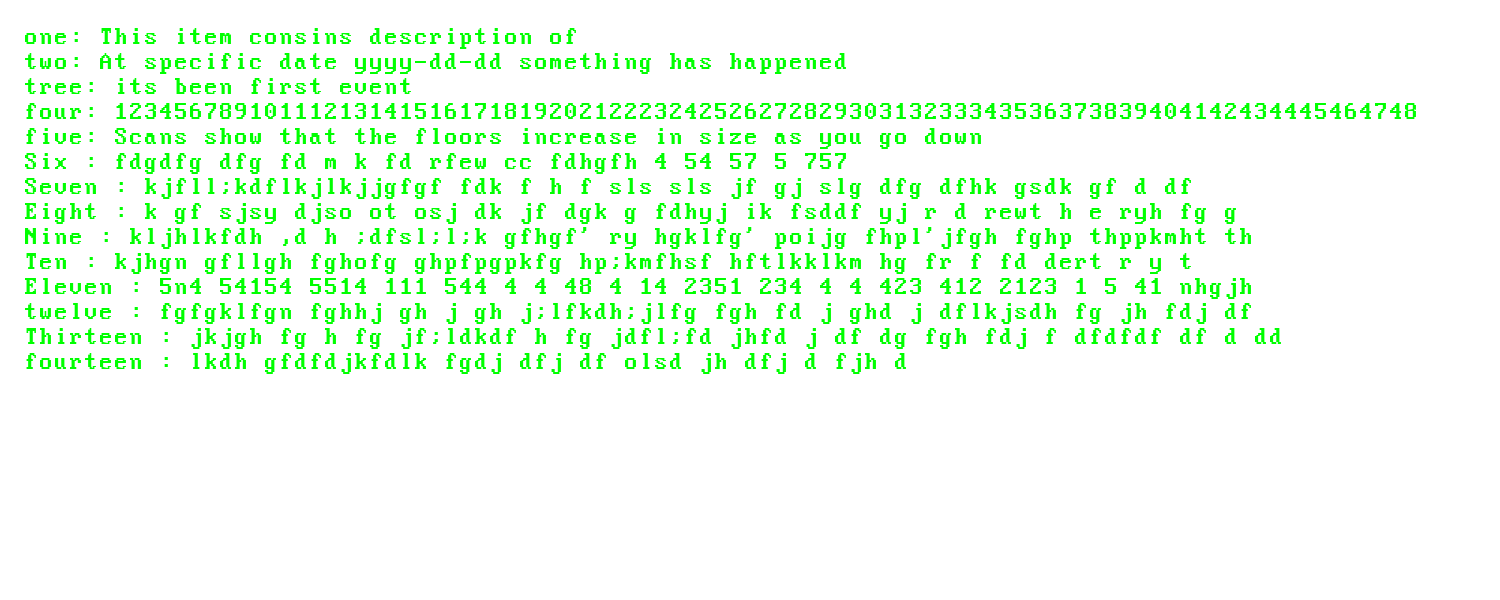 one: This item consins description of
two: At specific date yyyy-dd-dd something has happened
tree: its been first event
four: 123456789101112131415161718192021222324252627282930313233343536373839404142434445464748
five: Scans show that the floors increase in size as you go down
Six : fdgdfg dfg fd m k fd rfew cc fdhgfh 4 54 57 5 757
Seven : kjfll;kdflkjlkjjgfgf fdk f h f sls sls jf gj slg dfg dfhk gsdk gf d df
Eight : k gf sjsy djso ot osj dk jf dgk g fdhyj ik fsddf yj r d rewt h e ryh fg g
Nine : kljhlkfdh ,d h ;dfsl;l;k gfhgf' ry hgklfg' poijg fhpl'jfgh fghp thppkmht th
Ten : kjhgn gfllgh fghofg ghpfpgpkfg hp;kmfhsf hftlkklkm hg fr f fd dert r y t
Eleven : 5n4 54154 5514 111 544 4 4 48 4 14 2351 234 4 4 423 412 2123 1 5 41 nhgjh
twelve : fgfgklfgn fghhj gh j gh j;lfkdh;jlfg fgh fd j ghd j dflkjsdh fg jh fdj df
Thirteen : jkjgh fg h fg jf;ldkdf h fg jdfl;fd jhfd j df dg fgh fdj f dfdfdf df d dd
fourteen : lkdh gfdfdjkfdlk fgdj dfj df olsd jh dfj d fjh d